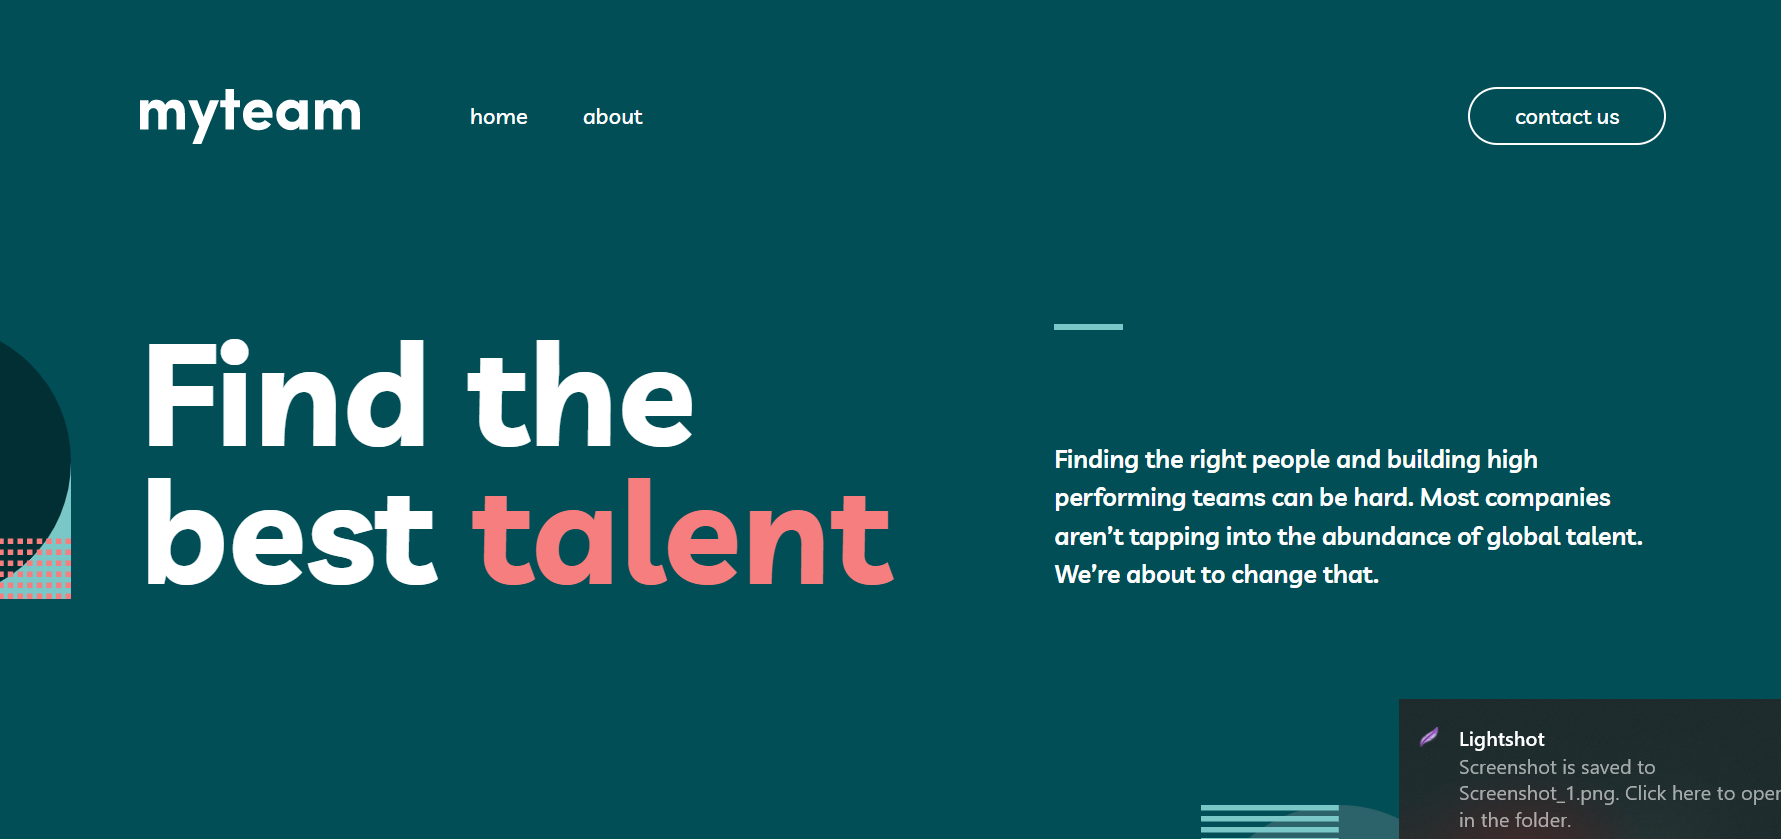 myteam
home
about
contact us
Find the
best talent
Finding the right people and building high
performing teams can be hard. Most companies
aren’t tapping into the abundance of global talent.
We’re about to change that.
Lightshot
Screenshot is saved to
Screenshot_1.png. Click here to open
in the folder.